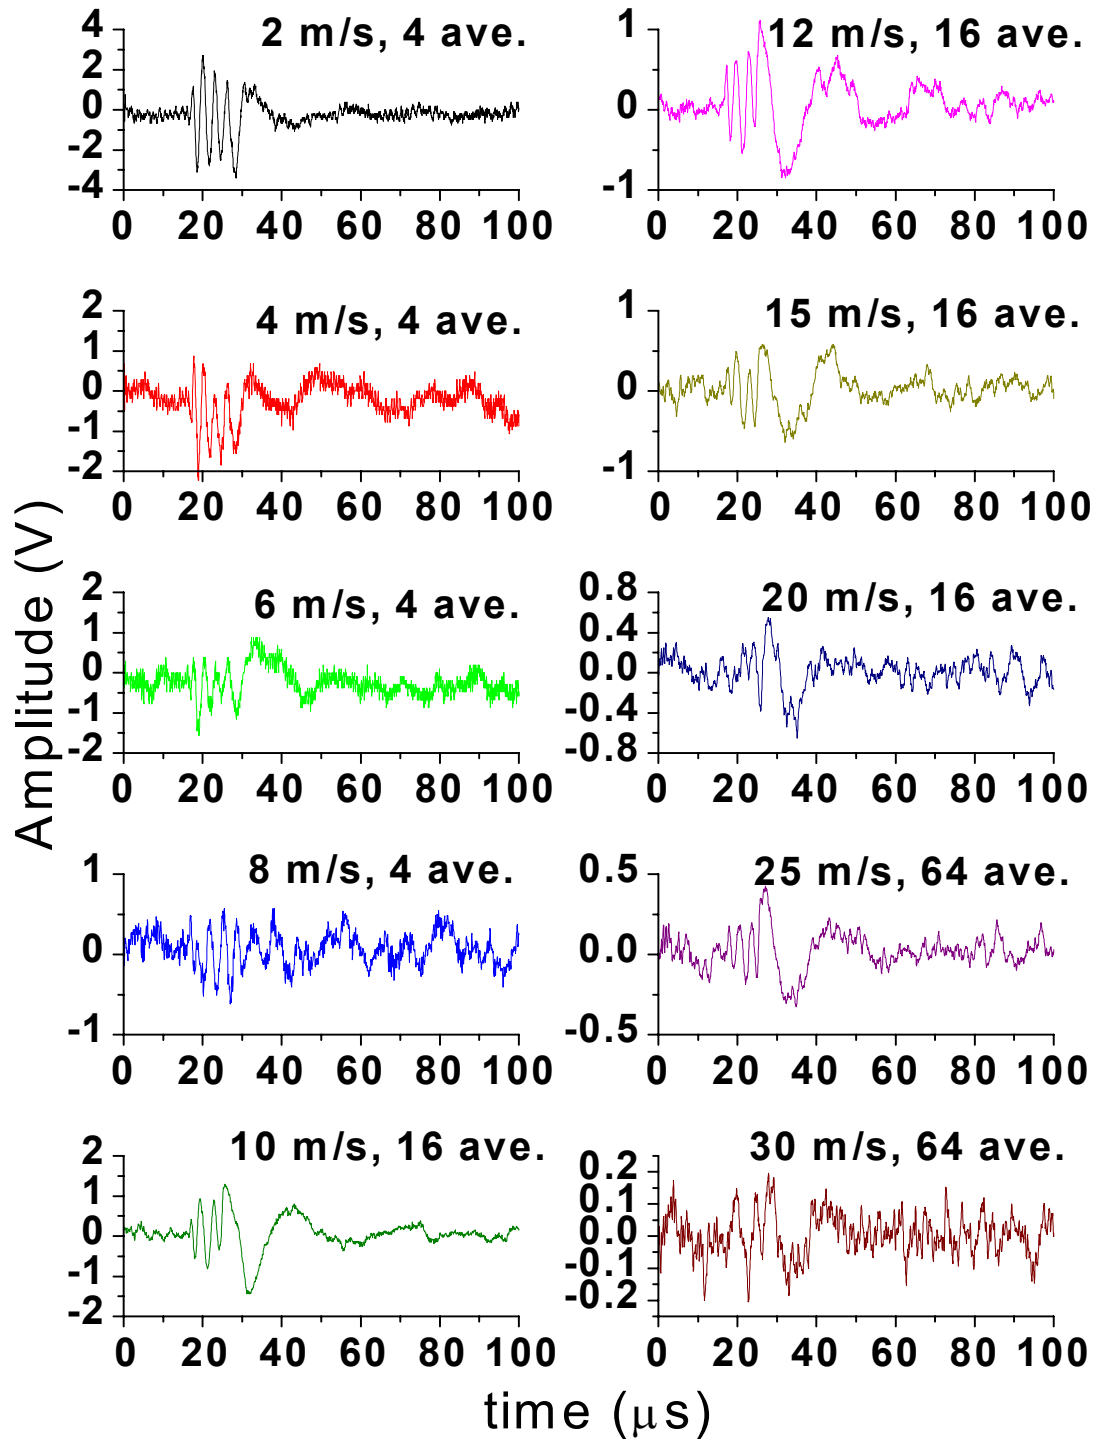 Amplitude (V)
2 m/s, 4 ave.
4
2
0
-2
-4
0 20 40 60 80 100
12 m/s, 16 ave.
1
0
-1
0 20 40 60 80 100
4 m/s, 4 ave.
2
1
0
-1
-2
0 20 40 60 80 100
15 m/s, 16 ave.
1
0
-1
0 20 40 60 80 100
6 m/s, 4 ave.
2
1
0
-1
-2
0 20 40 60 80 100
20 m/s, 16 ave.
0.8
0.4
0.0
-0.4
-0.8
0 20 40 60 80 100
8 m/s, 4 ave.
1
0
-1
0 20 40 60 80 100
25 m/s, 64 ave.
0.5
0.0
-0.5
0 20 40 60 80 100
10 m/s, 16 ave.
2
1
0
-1
-2
0 20 40 60 80 100
30 m/s, 64 ave.
0.2
0.1
0.0
-0.1
-0.2
0 20 40 60 80 100
time (μs)